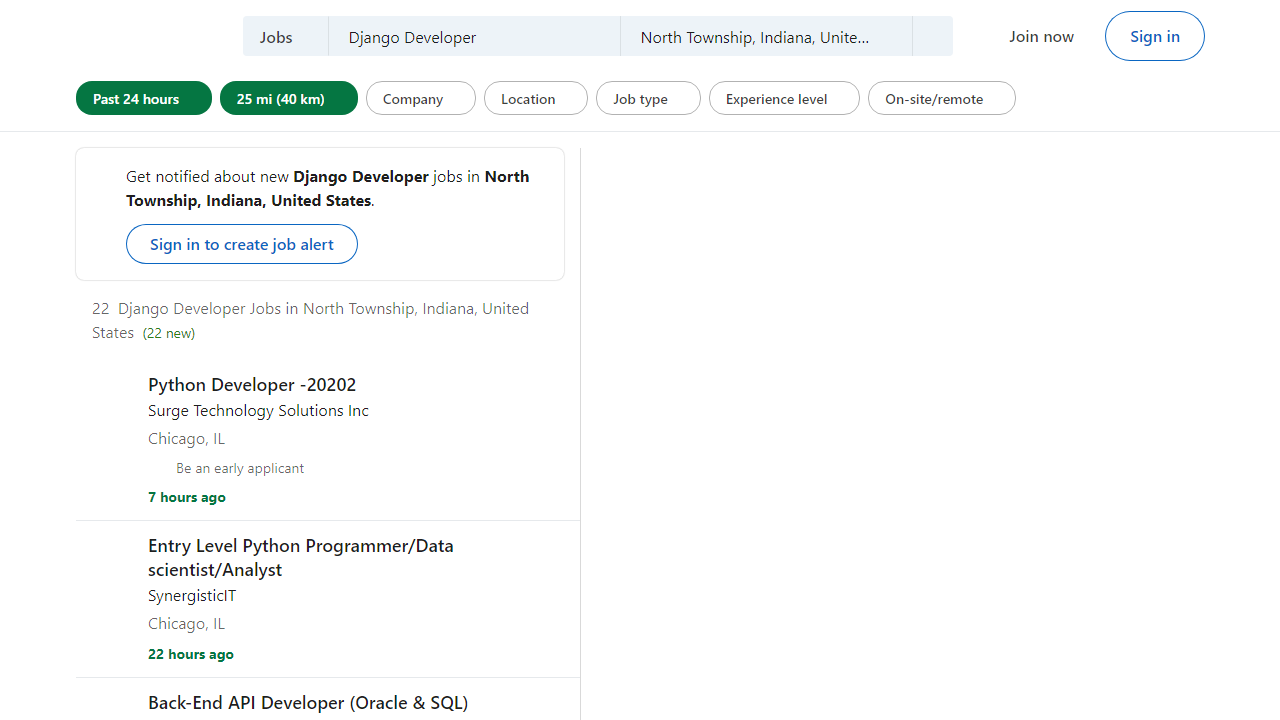 Jobs
Django Developer
North Township, Indiana, Unite...
Join now
Sign in
Past 24 hours
25 mi (40 km)
Company
Location
Job type
Experience level
On-site/remote
Get notified about new Django Developer jobs in North
Township, Indiana, United States.
Sign in to create job alert
22 Django Developer Jobs in North Township, Indiana, United
States (22 new)
Python Developer -20202
Surge Technology Solutions Inc
Chicago, IL
Be an early applicant
7 hours ago
Entry Level Python Programmer/Data
scientist/Analyst
SynergisticIT
Chicago, IL
22 hours ago
Back-End API Developer (Oracle & SQL)